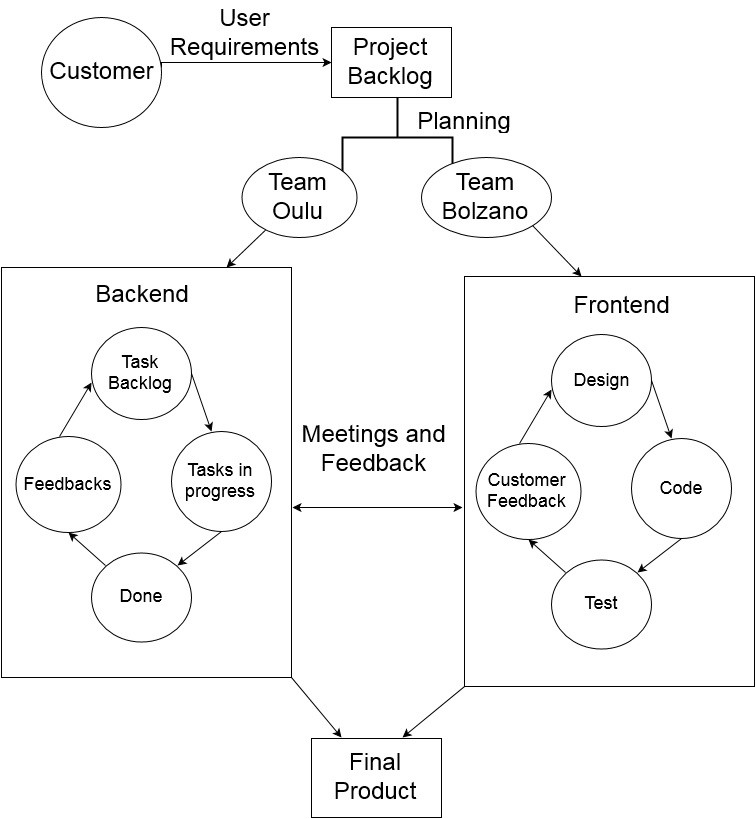 User
Requirements
Customer
Project
Backlog
Planning
Team
Oulu
Team
Bolzano
Backend
Task
Backlog
Tasks in
progress
Done
Feedbacks
Meetings and
Feedback
Frontend
Design
Code
Test
Customer
Feedback
Final
Product